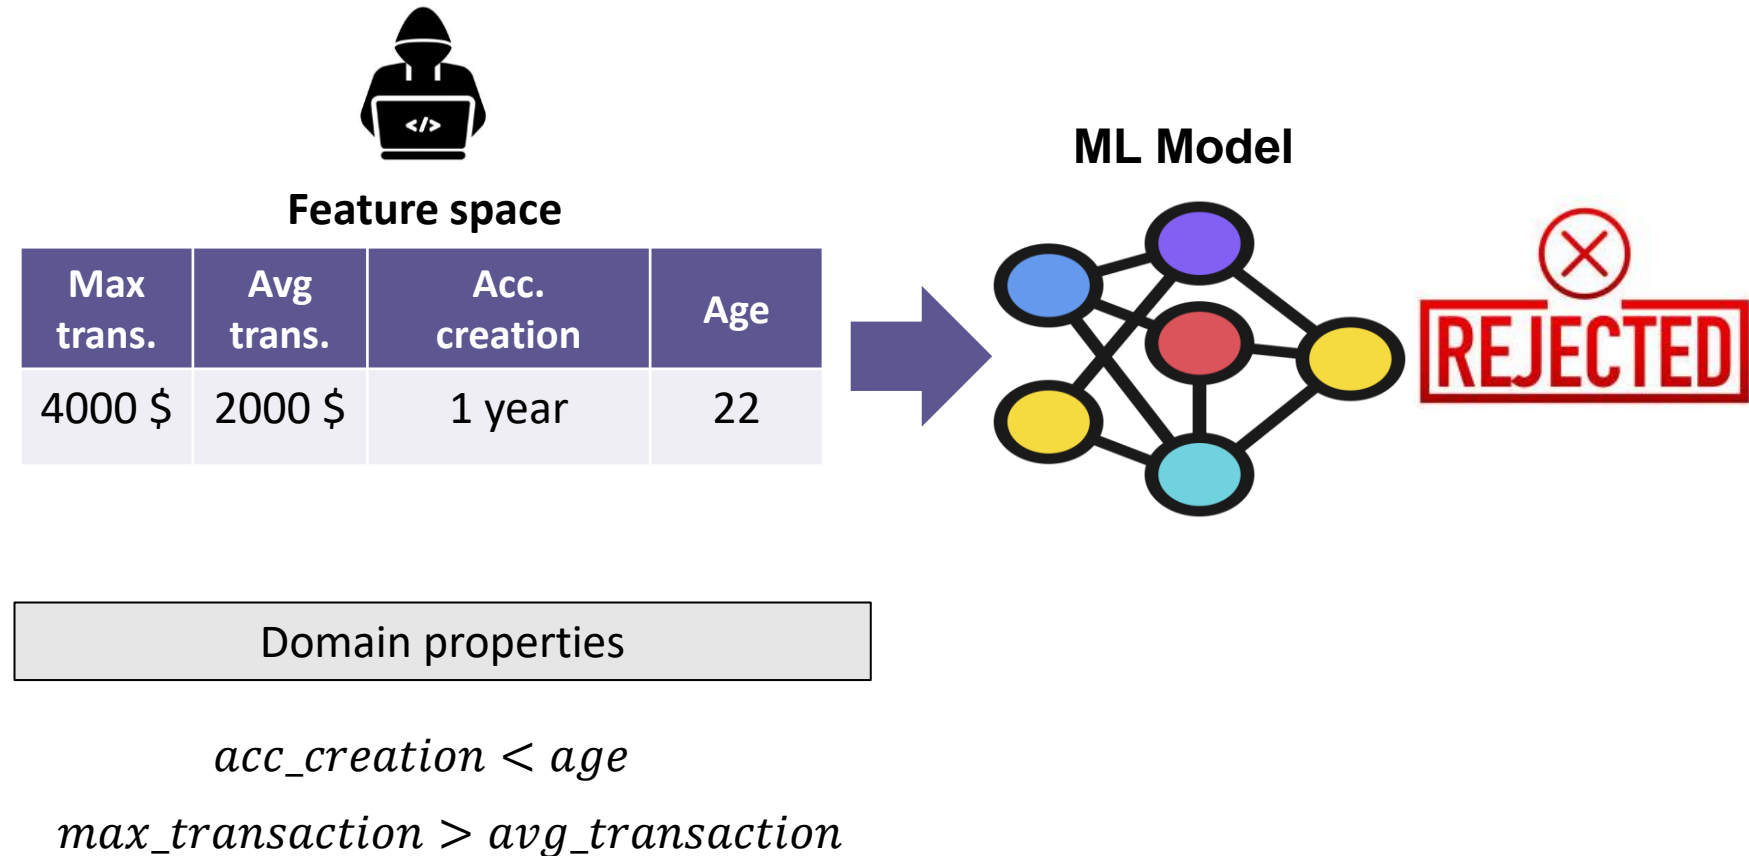 </>
Feature space
Max trans.
Avg trans.
Acc. creation
Age
4000 $
2000 $
1 year
22
ML Model
REJECTED
Domain properties
acc_creation < age
max_transaction > avg_transaction